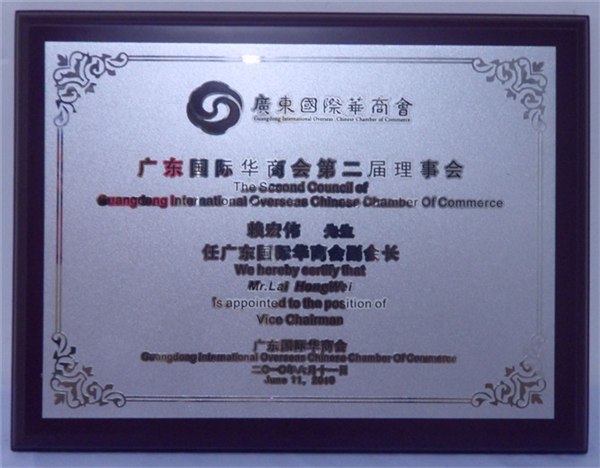 廣東國際華商會
Guangdong International Overseas Chinese Chamber of Commerce
广东国际华商会第二届理事会
The Second Council of
Guangdong International Overseas Chinese Chamber Of Commerce
赖宏伟 先生
任广东国际华商会副会长
We hereby certify that
Mr.Lai HongWei
Is appointed to the position of
Vice Chairman
广东国际华商会
Guangdong International Overseas Chinese Chamber Of Commerce
二〇一〇年六月十一日
June 11, 2010